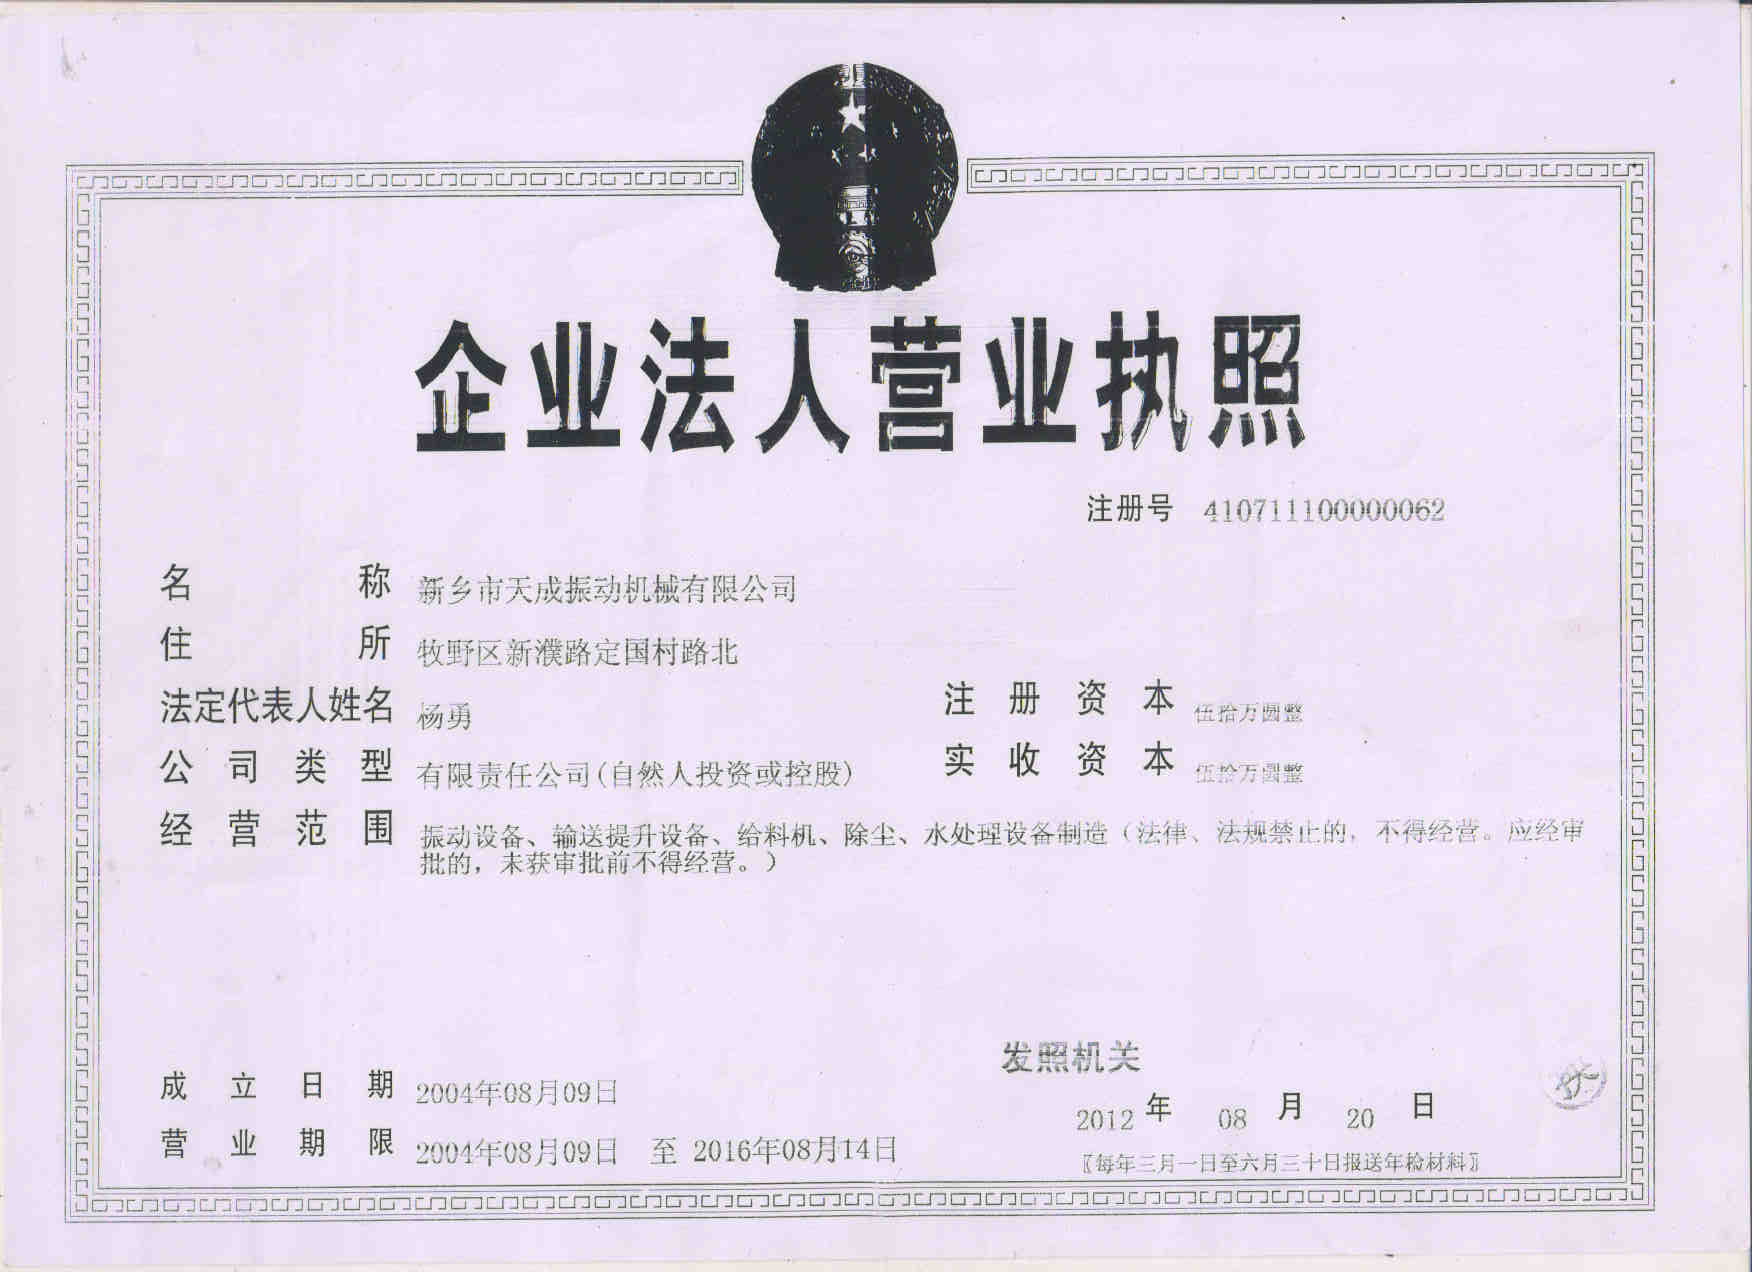 企业法人营业执照
注册号 410711100000062
名称 新乡市天成振动机械有限公司
住所 牧野区新濮路定国村路北
法定代表人姓名 杨勇 注册资本 伍拾万圆整
公司类型 有限责任公司(自然人投资或控股) 实收资本 伍拾万圆整
经营范围 振动设备、输送提升设备、给料机、除尘、水处理设备制造（法律、法规禁止的，不得经营。应经审
批的，未获审批前不得经营。）
发照机关
成立日期 2004年08月09日
2012 年 08 月 20 日
营业期限 2004年08月09日 至 2016年08月14日
〖每年三月一日至六月三十日报送年检材料〗